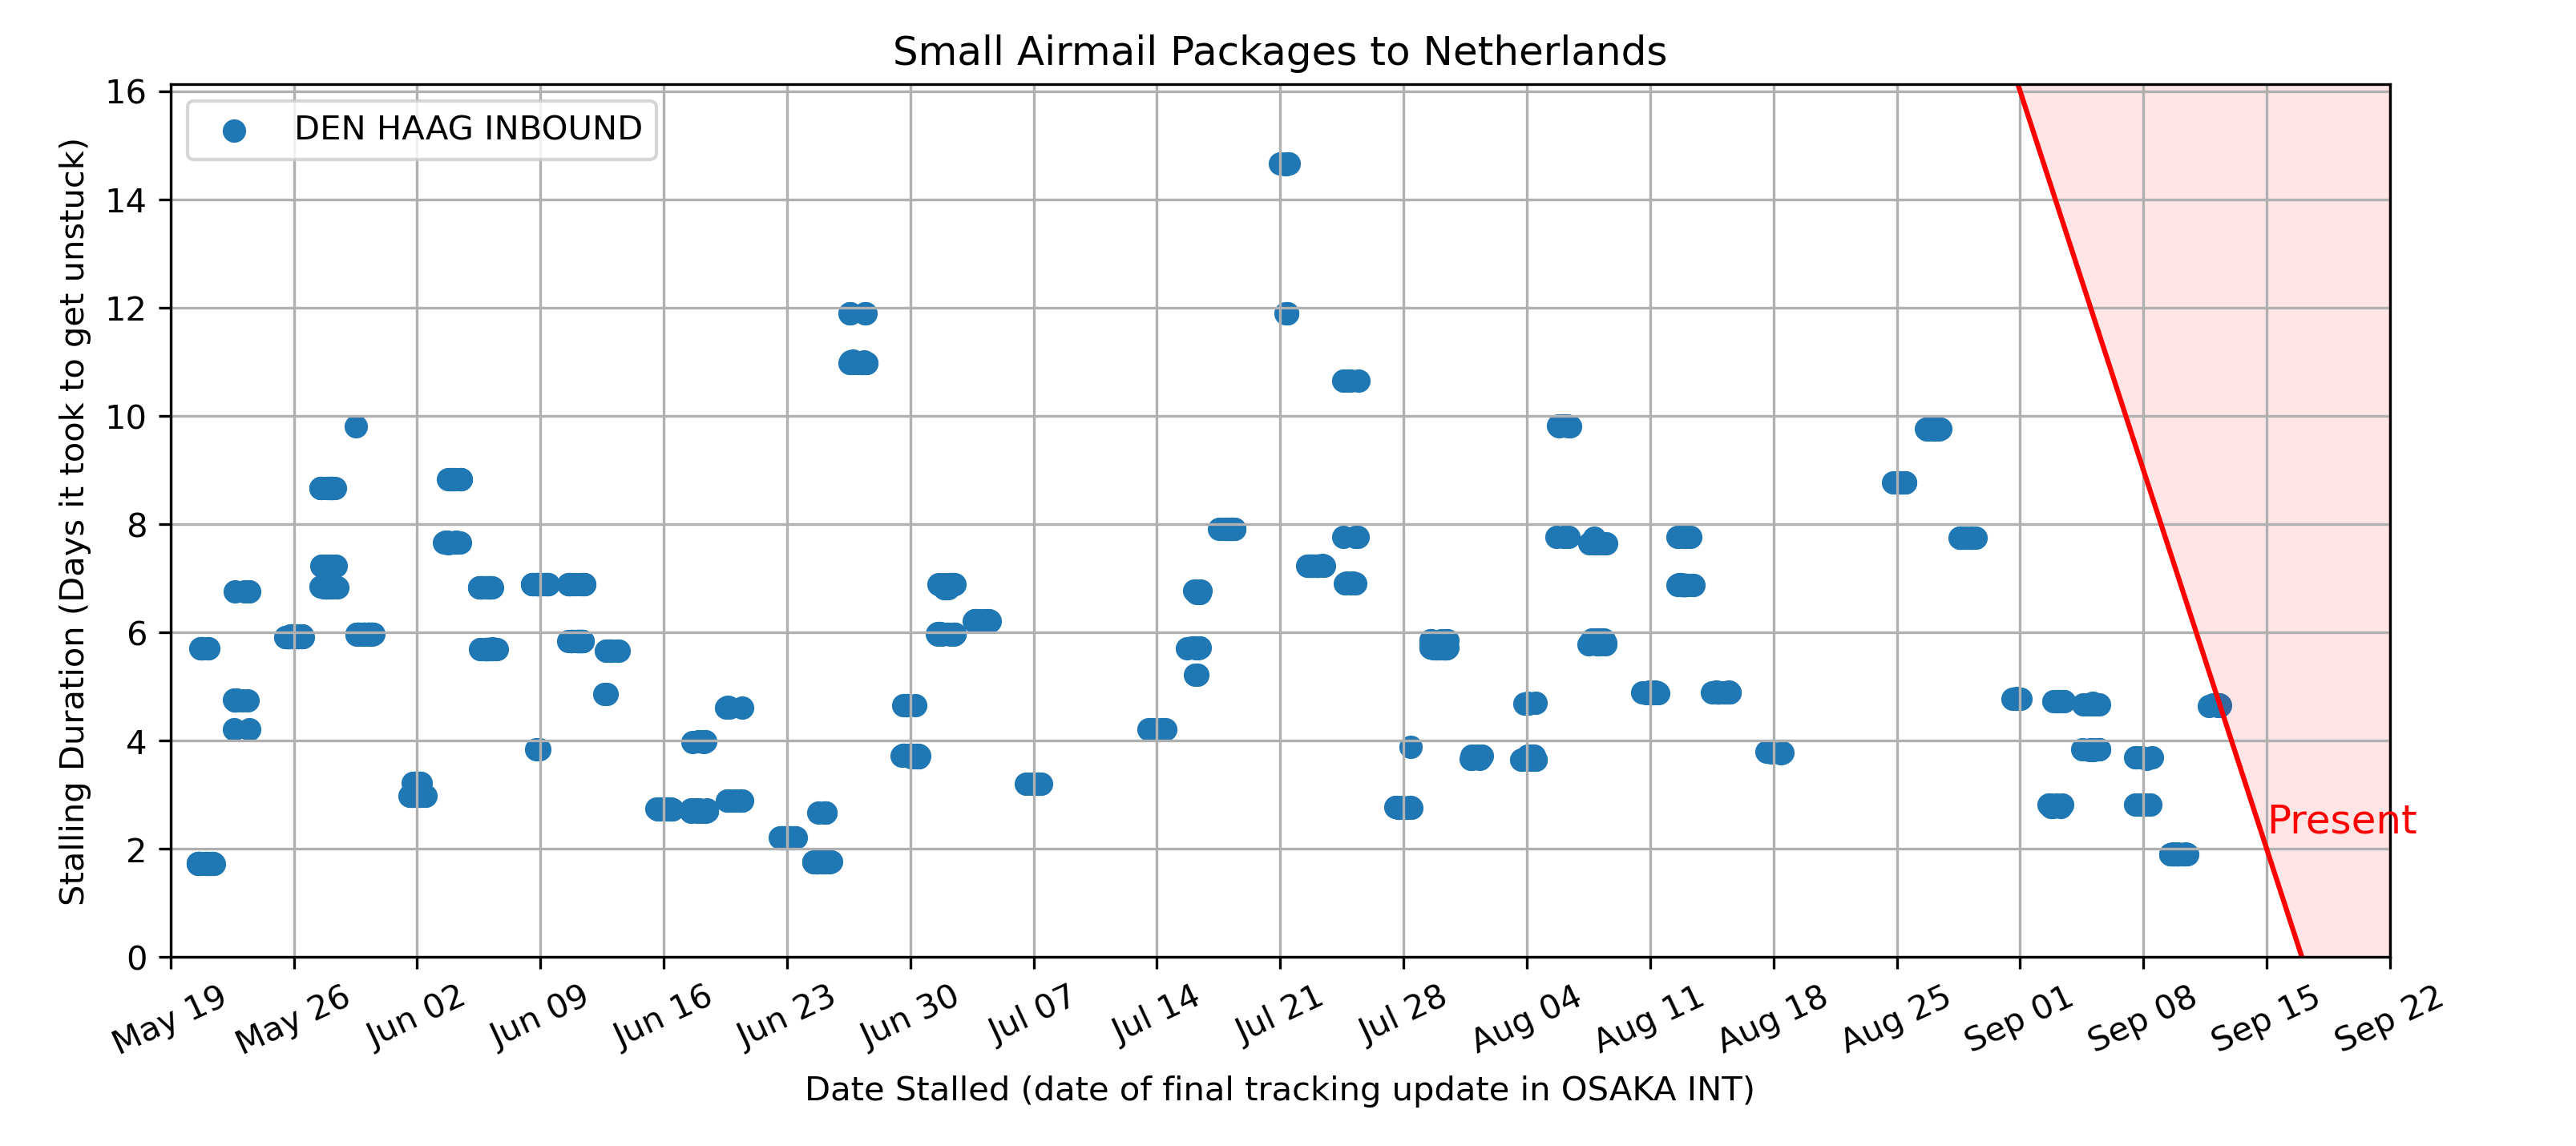 Small Airmail Packages to Netherlands
DEN HAAG INBOUND
Stalling Duration (Days it took to get unstuck)
16
14
12
10
8
6
4
2
0
Present
May 19
May 26
Jun 02
Jun 09
Jun 16
Jun 23
Jun 30
Jul 07
Jul 14
Jul 21
Jul 28
Aug 04
Aug 11
Aug 18
Aug 25
Sep 01
Sep 08
Sep 15
Sep 22
Date Stalled (date of final tracking update in OSAKA INT)